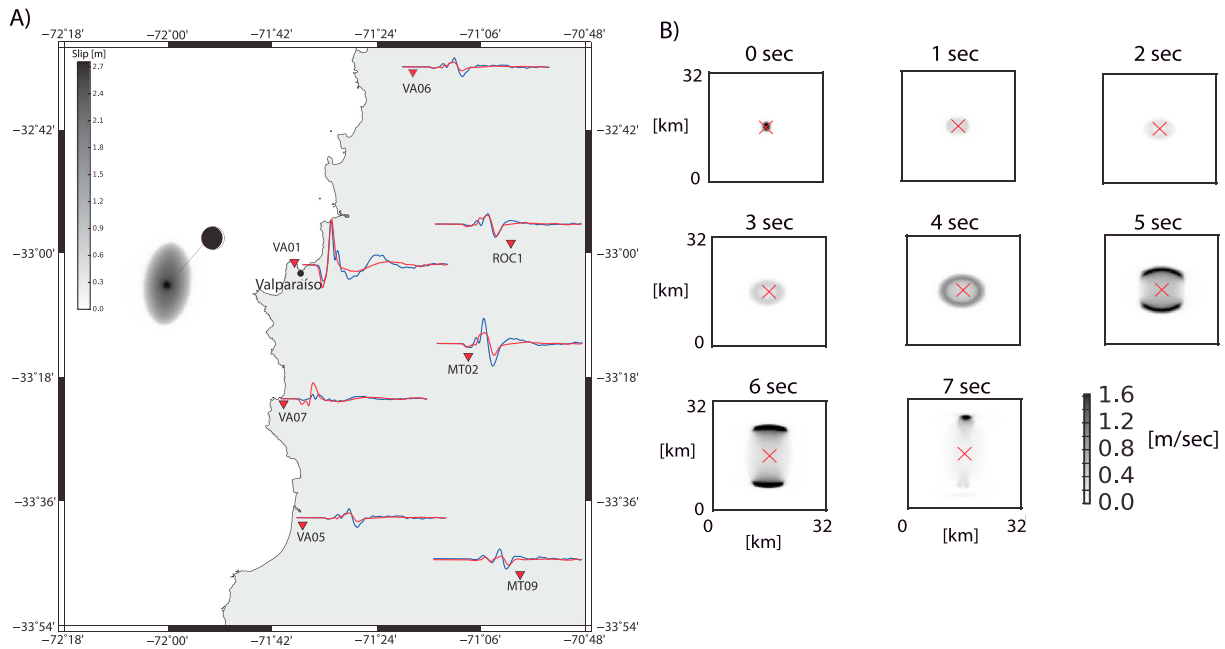 A)
−72°18' −72°00' −71°42' −71°24' −71°06' −70°48'
Slip [m]
2.7
2.4
2.1
1.8
1.5
1.2
0.9
0.6
0.3
0.0
−32°42' −32°42'
−33°00' −33°00'
−33°18' −33°18'
−33°36' −33°36'
−33°54' −33°54'
VA06
ROC1
VA01
Valparaíso
MT02
VA07
VA05
MT09
−72°18' −72°00' −71°42' −71°24' −71°06' −70°48'
B)
0 sec 1 sec 2 sec
32
[km]
0
3 sec 4 sec 5 sec
32
[km]
0
6 sec 7 sec
32
[km]
0
0 32 0 32
[km] [km]
1.6
1.2
0.8
0.4
0.0
[m/sec]